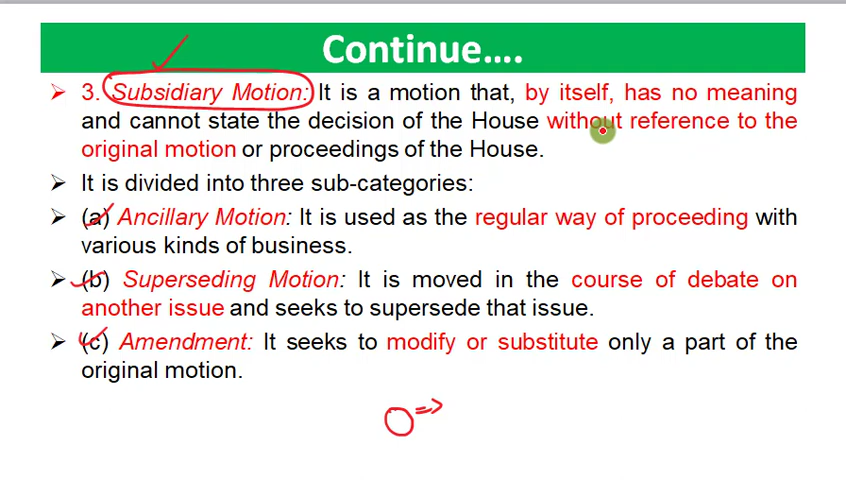 Continue....
➢ 3. Subsidiary Motion: It is a motion that, by itself, has no meaning
and cannot state the decision of the House without reference to the
original motion or proceedings of the House.
➢ It is divided into three sub-categories:
➢ (a) Ancillary Motion: It is used as the regular way of proceeding with
various kinds of business.
➢ (b) Superseding Motion: It is moved in the course of debate on
another issue and seeks to supersede that issue.
➢ (c) Amendment: It seeks to modify or substitute only a part of the
original motion.